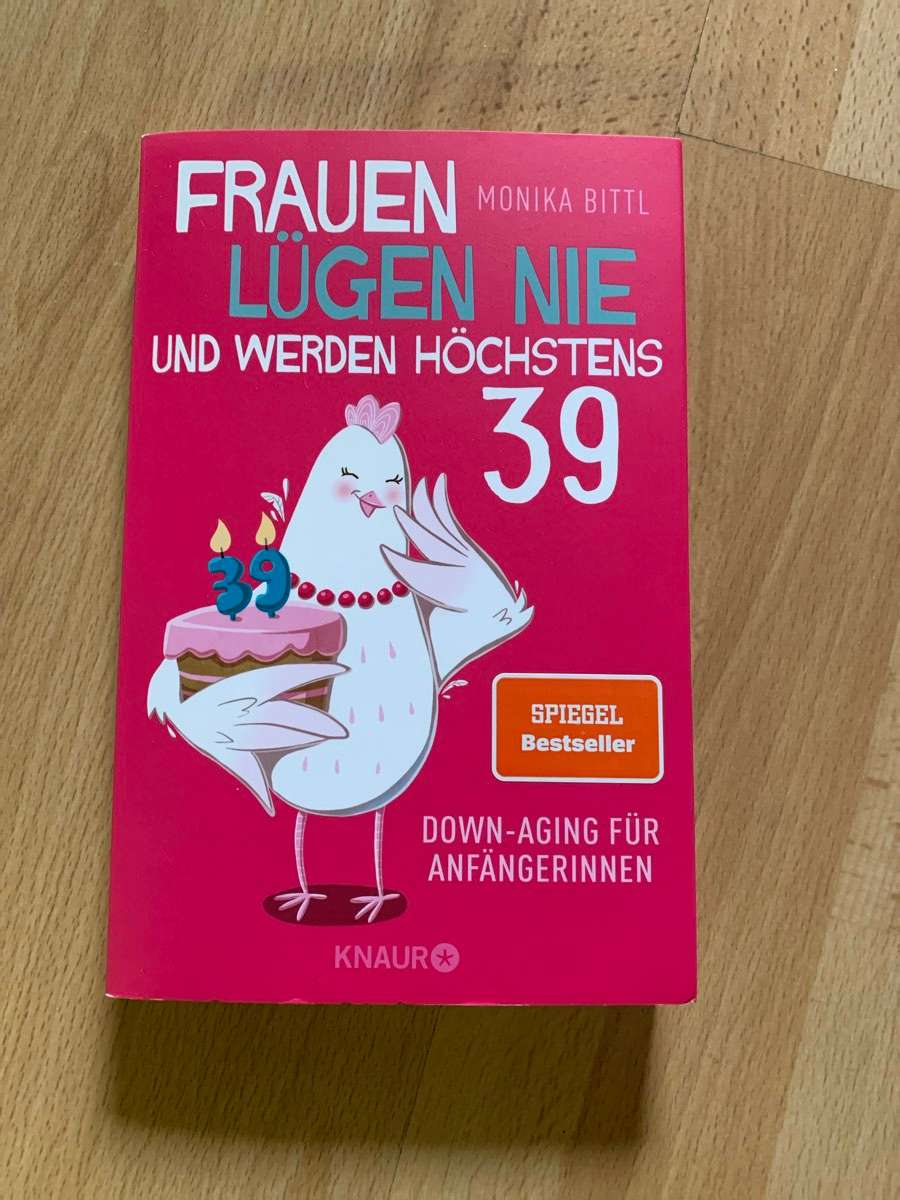 FRAUEN
MONIKA BITTL
LÜGEN NIE
UND WERDEN HÖCHSTENS
39
39
SPIEGEL
Bestseller
DOWN-AGING FÜR
ANFÄNGERINNEN
KNAUR